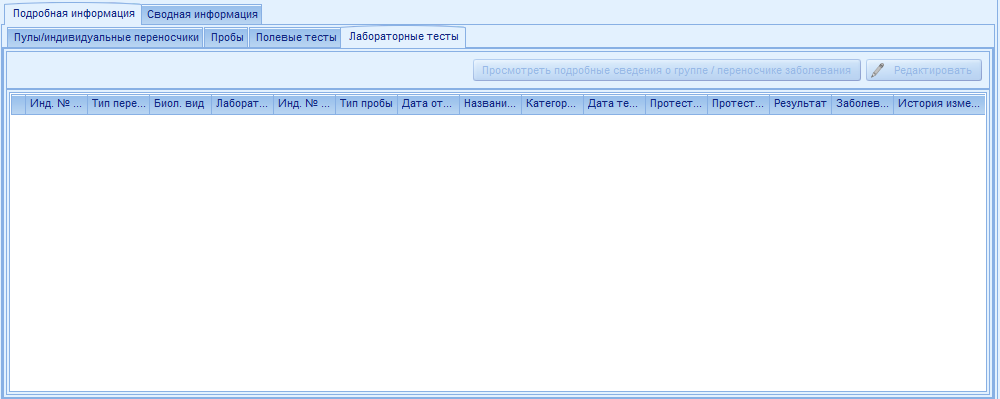 Подробная информация Сводная информация
Пулы/индивидуальные переносчики Пробы Полевые тесты Лабораторные тесты
Просмотреть подробные сведения о группе / переносчике заболевания Редактировать
Инд. № ... Тип пере... Биол. вид Лаборат... Инд. № ... Тип пробы Дата от... Названи... Категор... Дата те... Протест... Протест... Результат Заболев... История изме...